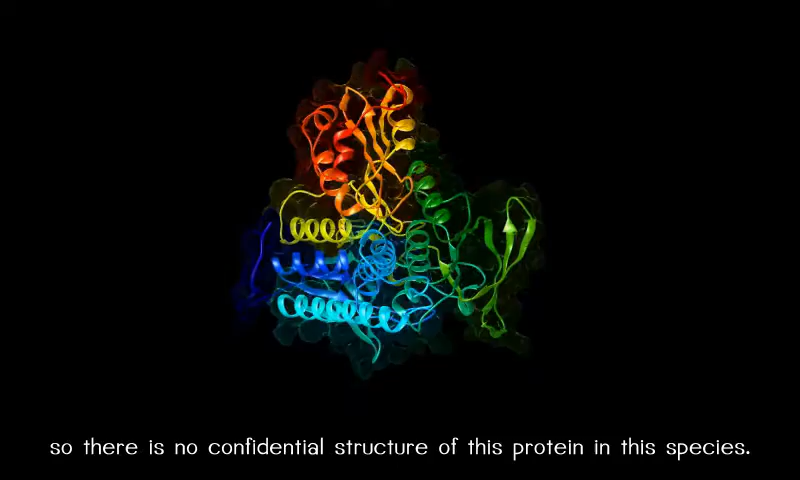 so there is no confidential structure of this protein in this species.